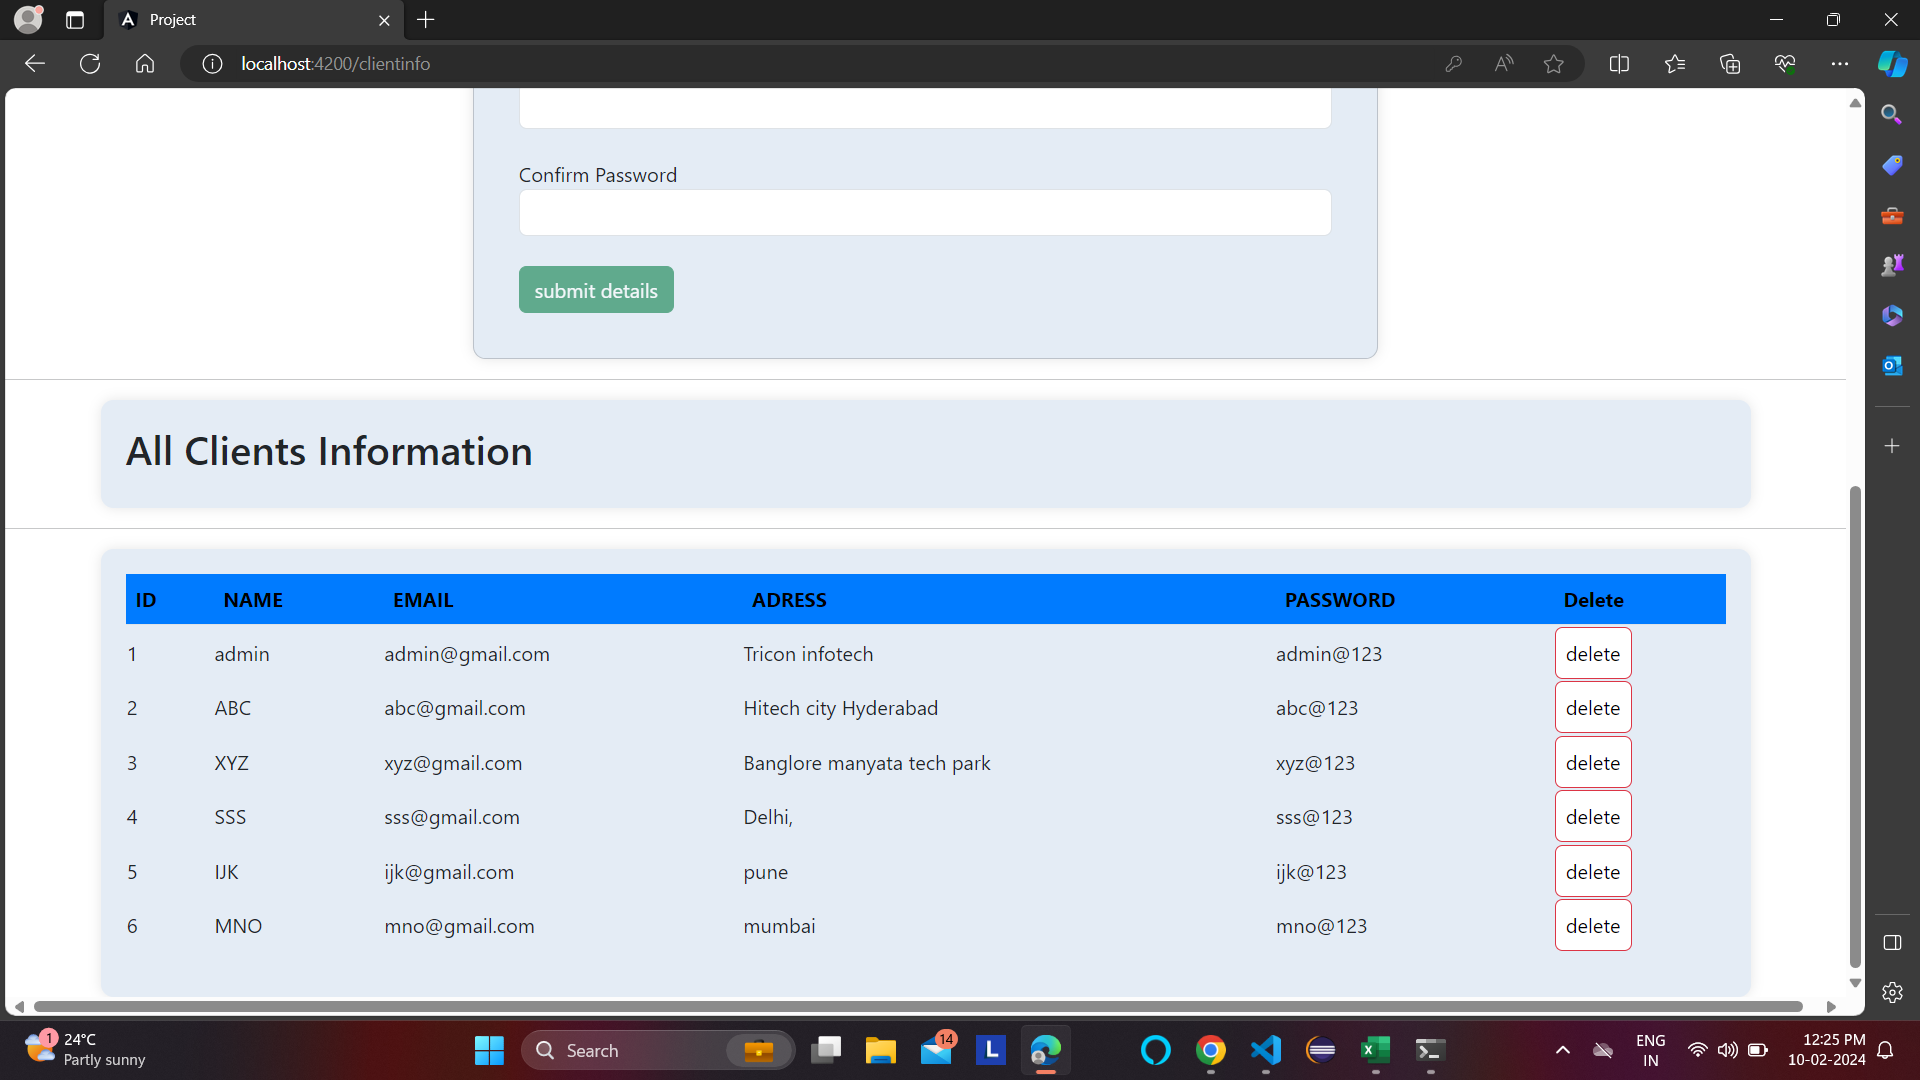 Project
localhost:4200/clientinfo
Confirm Password
submit details
All Clients Information
ID NAME EMAIL ADRESS PASSWORD Delete
1 admin admin@gmail.com Tricon infotech admin@123 delete
2 ABC abc@gmail.com Hitech city Hyderabad abc@123 delete
3 XYZ xyz@gmail.com Banglore manyata tech park xyz@123 delete
4 SSS sss@gmail.com Delhi, sss@123 delete
5 IJK ijk@gmail.com pune ijk@123 delete
6 MNO mno@gmail.com mumbai mno@123 delete
1 24°C
Partly sunny
Search
14
L
ENG
IN
12:25 PM
10-02-2024